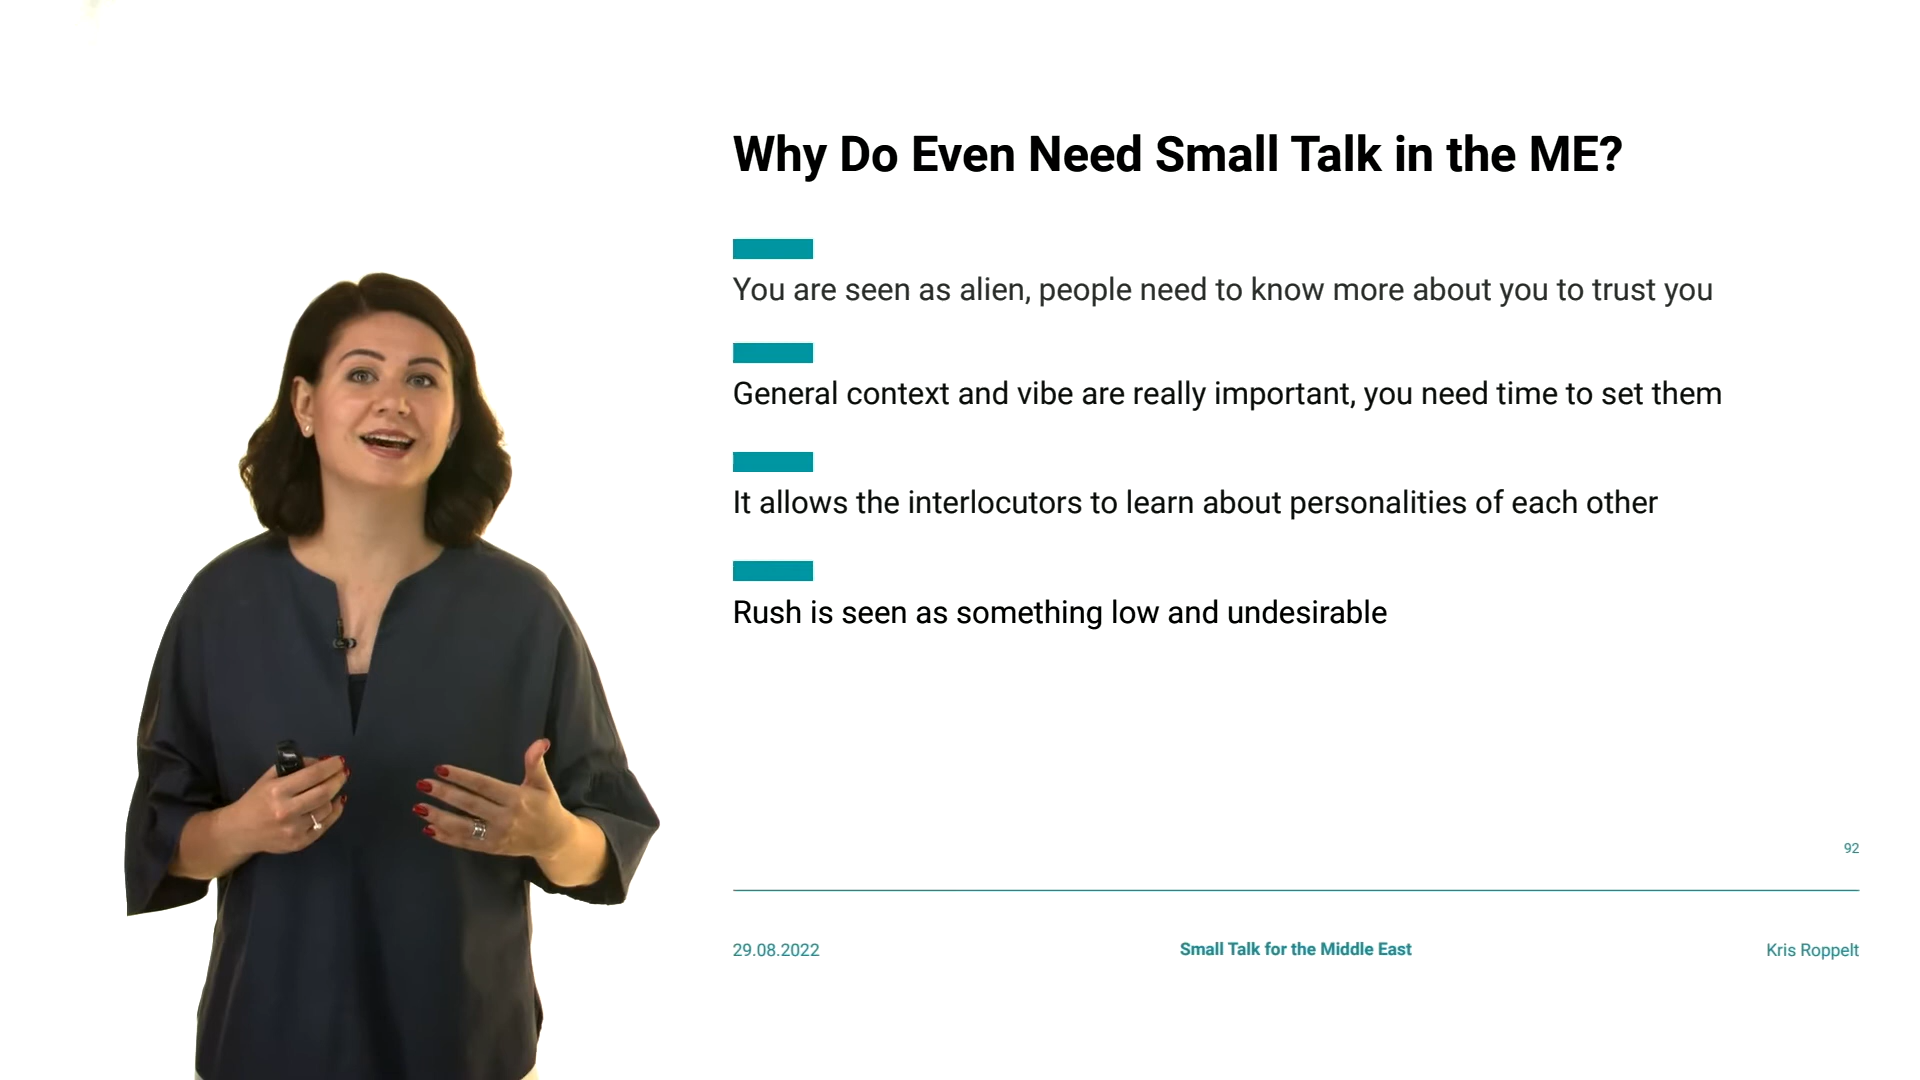 Why Do Even Need Small Talk in the ME?
You are seen as alien, people need to know more about you to trust you
General context and vibe are really important, you need time to set them
It allows the interlocutors to learn about personalities of each other
Rush is seen as something low and undesirable
92
29.08.2022
Small Talk for the Middle East
Kris Roppelt